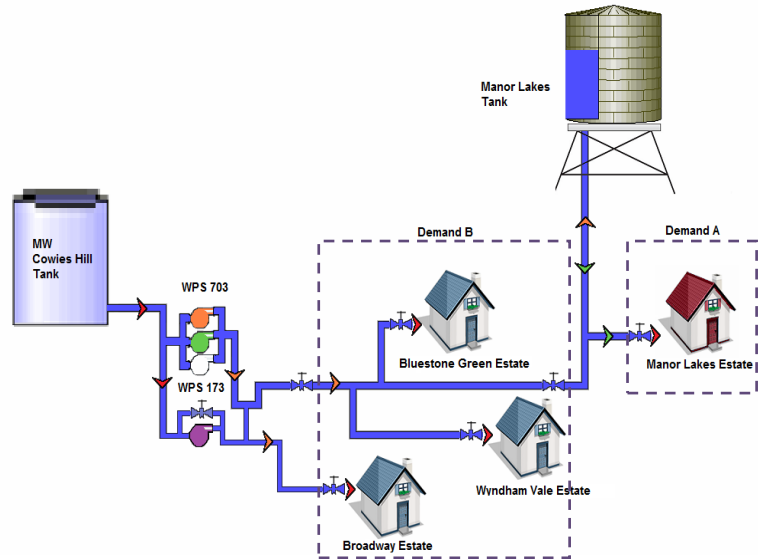 Manor Lakes
Tank
MW
Cowies Hill
Tank
WPS 703
WPS 173
Demand B
Demand A
Bluestone Green Estate
Manor Lakes Estate
Wyndham Vale Estate
Broadway Estate